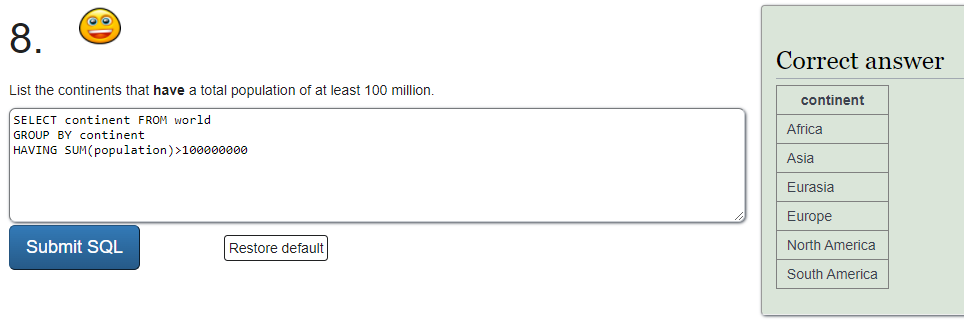 8.
List the continents that have a total population of at least 100 million.
SELECT continent FROM world
GROUP BY continent
HAVING SUM(population)>100000000
Submit SQL
Restore default
Correct answer
continent
Africa
Asia
Eurasia
Europe
North America
South America